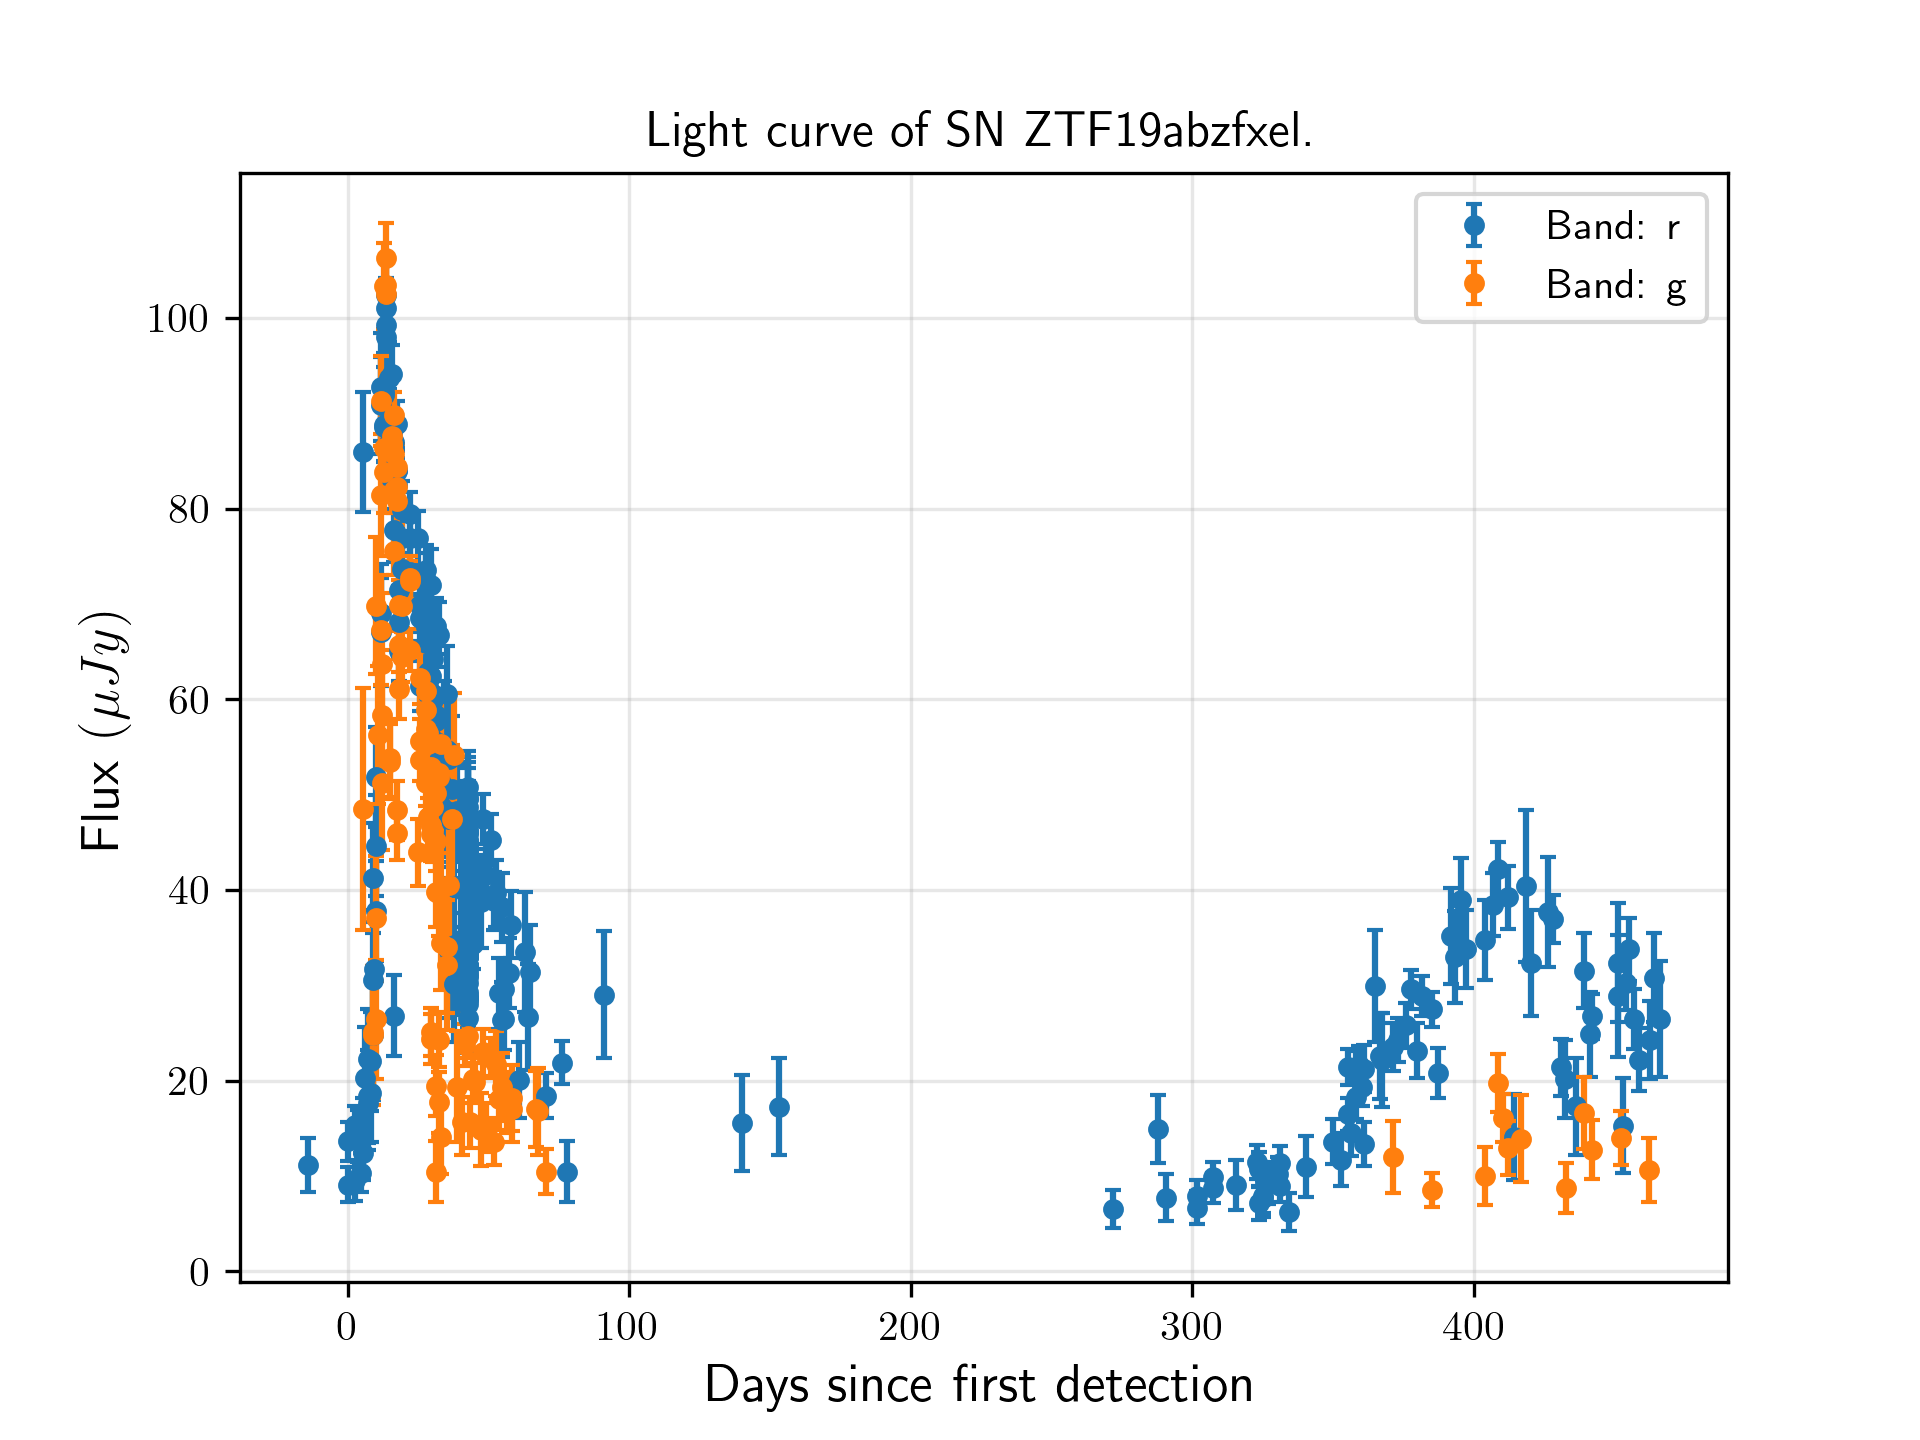 Light curve of SN ZTF19abzfxel.
Band: r
Band: g
Flux (μJy)
100
80
60
40
20
0
0 100 200 300 400
Days since first detection